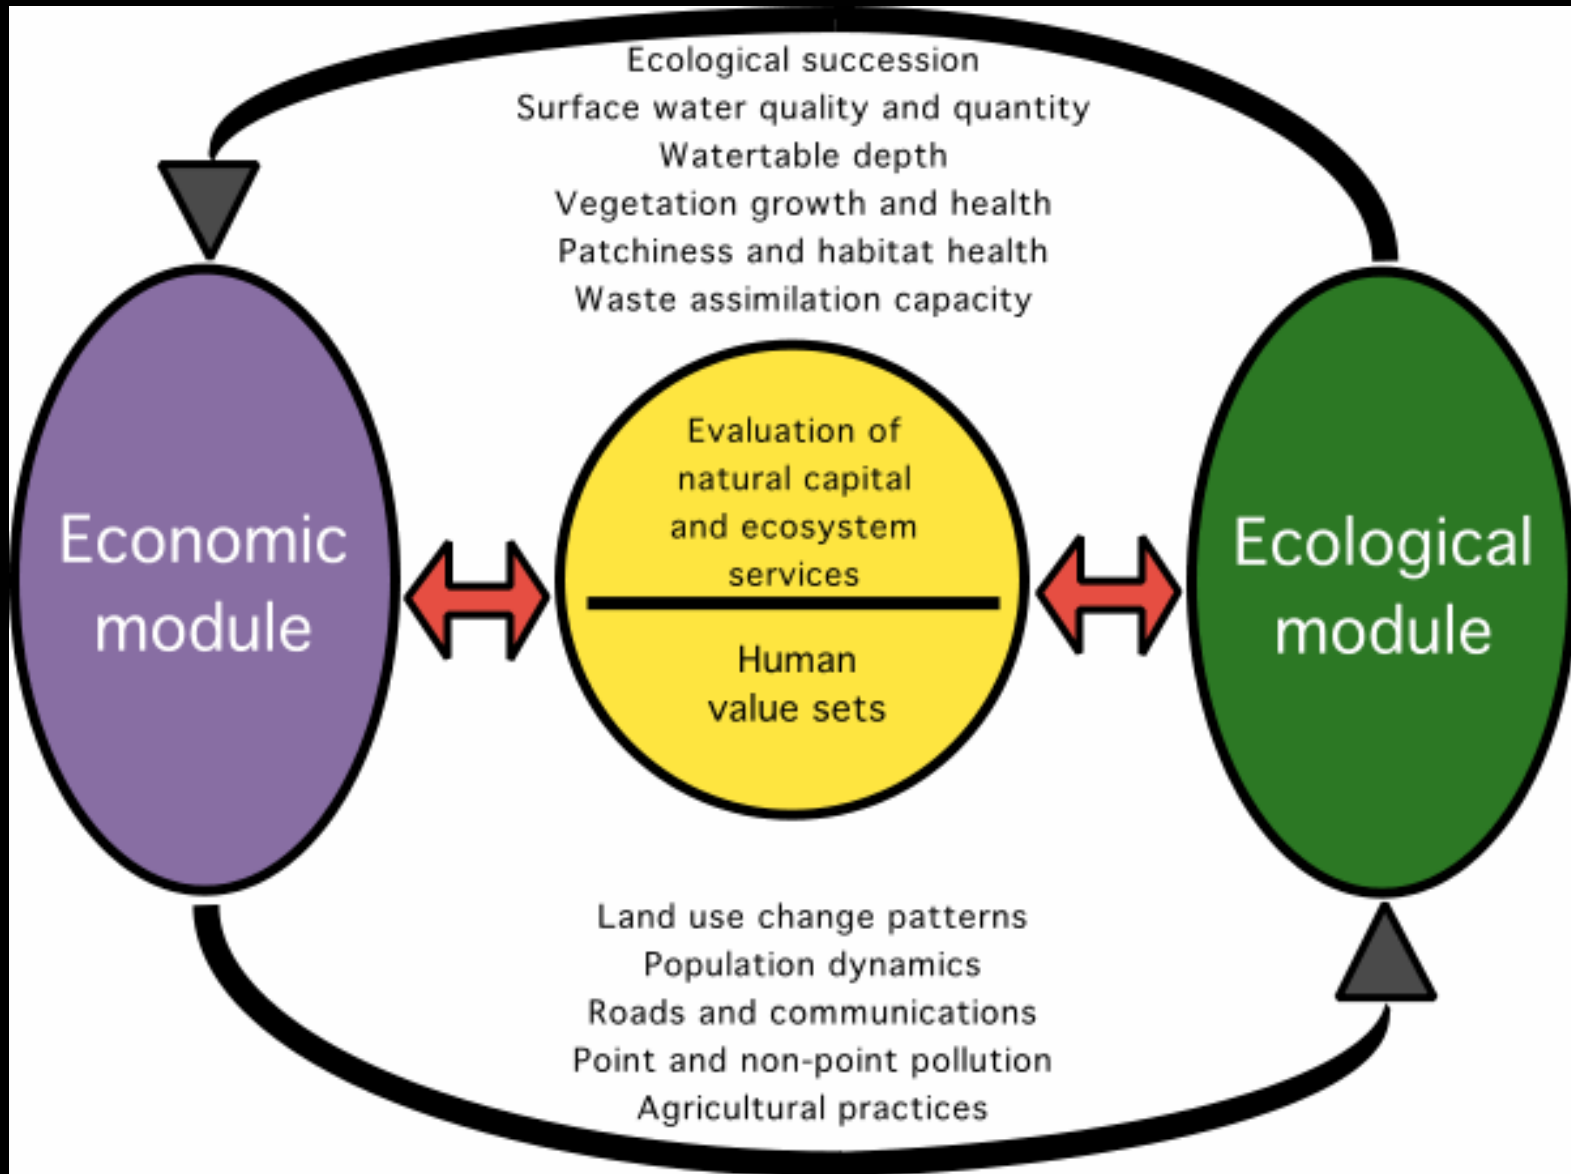 Ecological succession
Surface water quality and quantity
Watertable depth
Vegetation growth and health
Patchiness and habitat health
Waste assimilation capacity
Economic
module
Evaluation of
natural capital
and ecosystem
services
Human
value sets
Ecological
module
Land use change patterns
Population dynamics
Roads and communications
Point and non-point pollution
Agricultural practices